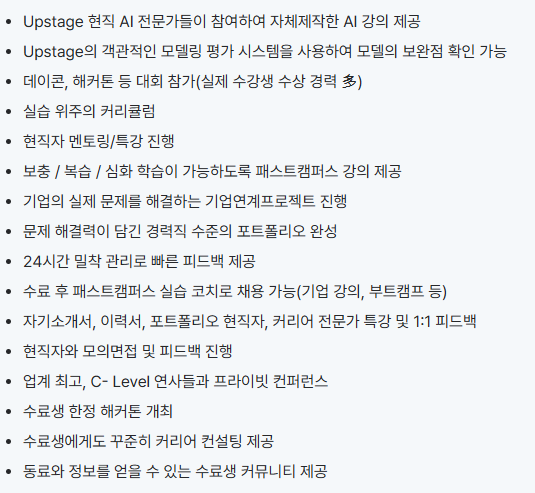 • Upstage 현직 AI 전문가들이 참여하여 자체제작한 AI 강의 제공
• Upstage의 객관적인 모델링 평가 시스템을 사용하여 모델의 보완점 확인 가능
• 데이콘, 해커톤 등 대회 참가(실제 수강생 수상 경력 多)
• 실습 위주의 커리큘럼
• 현직자 멘토링/특강 진행
• 보충 / 복습 / 심화 학습이 가능하도록 패스트캠퍼스 강의 제공
• 기업의 실제 문제를 해결하는 기업연계프로젝트 진행
• 문제 해결력이 담긴 경력직 수준의 포트폴리오 완성
• 24시간 밀착 관리로 빠른 피드백 제공
• 수료 후 패스트캠퍼스 실습 코치로 채용 가능(기업 강의, 부트캠프 등)
• 자기소개서, 이력서, 포트폴리오 현직자, 커리어 전문가 특강 및 1:1 피드백
• 현직자와 모의면접 및 피드백 진행
• 업계 최고, C- Level 연사들과 프라이빗 컨퍼런스
• 수료생 한정 해커톤 개최
• 수료생에게도 꾸준히 커리어 컨설팅 제공
• 동료와 정보를 얻을 수 있는 수료생 커뮤니티 제공